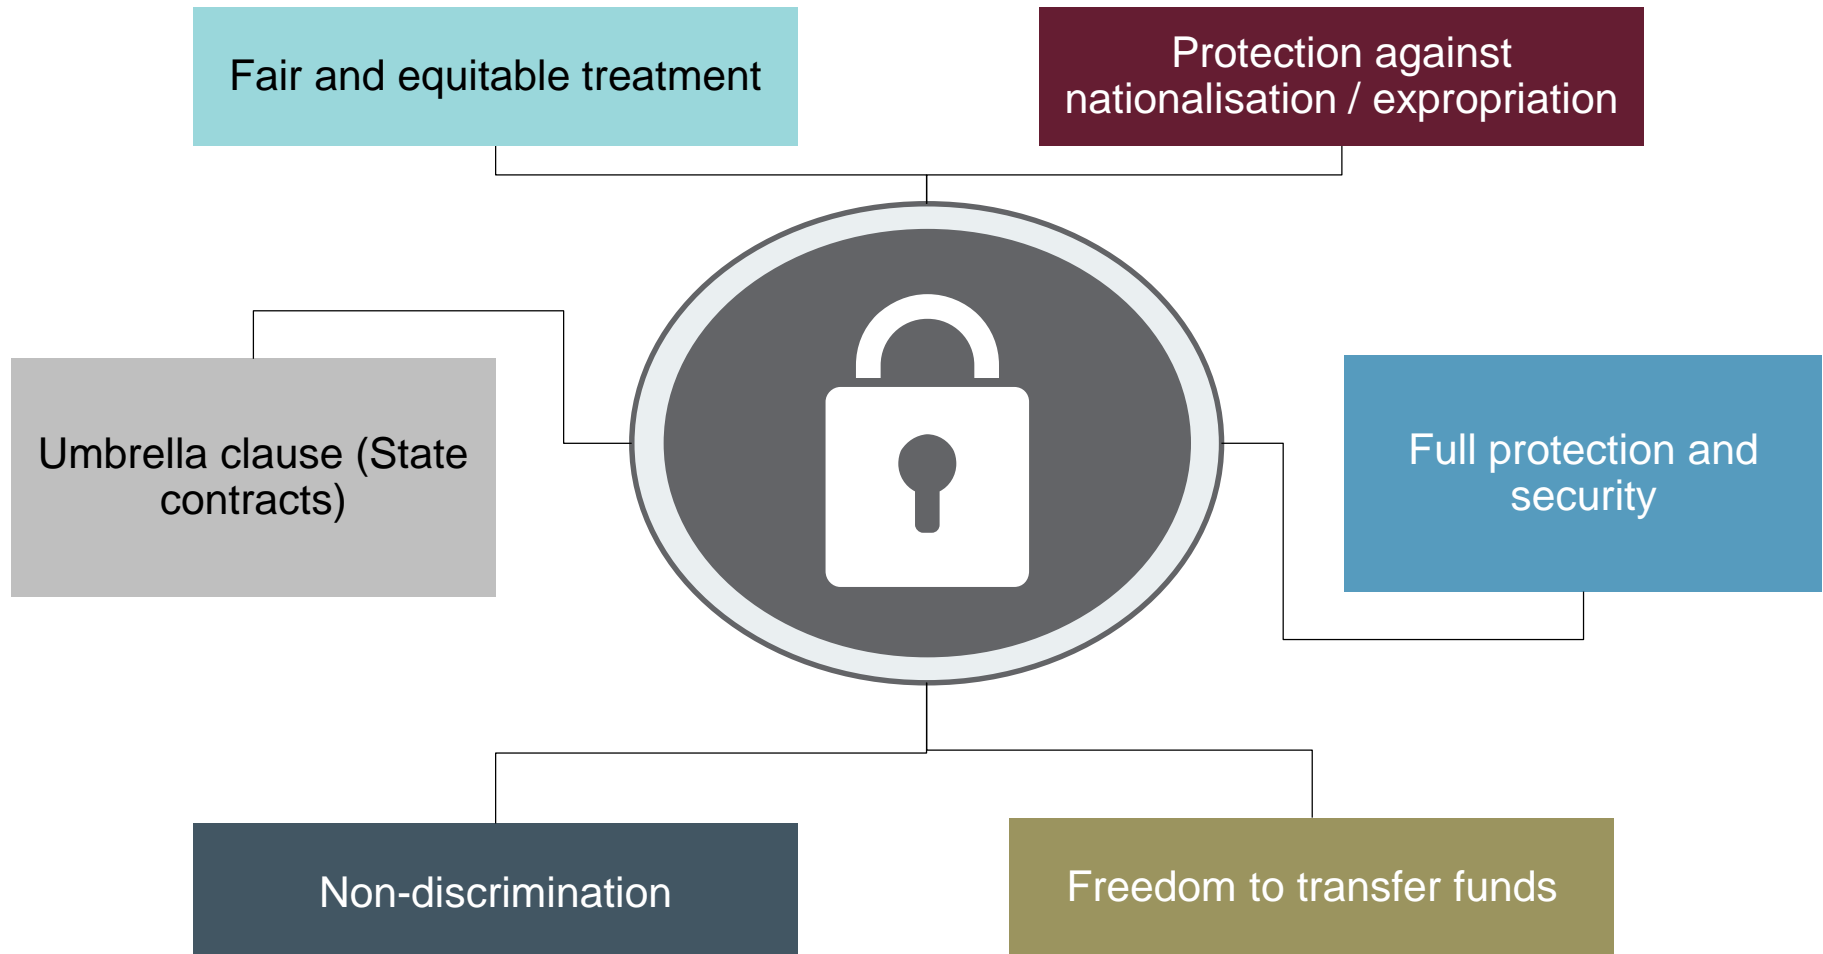 Fair and equitable treatment
Protection against
nationalisation / expropriation
Umbrella clause (State
contracts)
Full protection and
security
Non-discrimination
Freedom to transfer funds